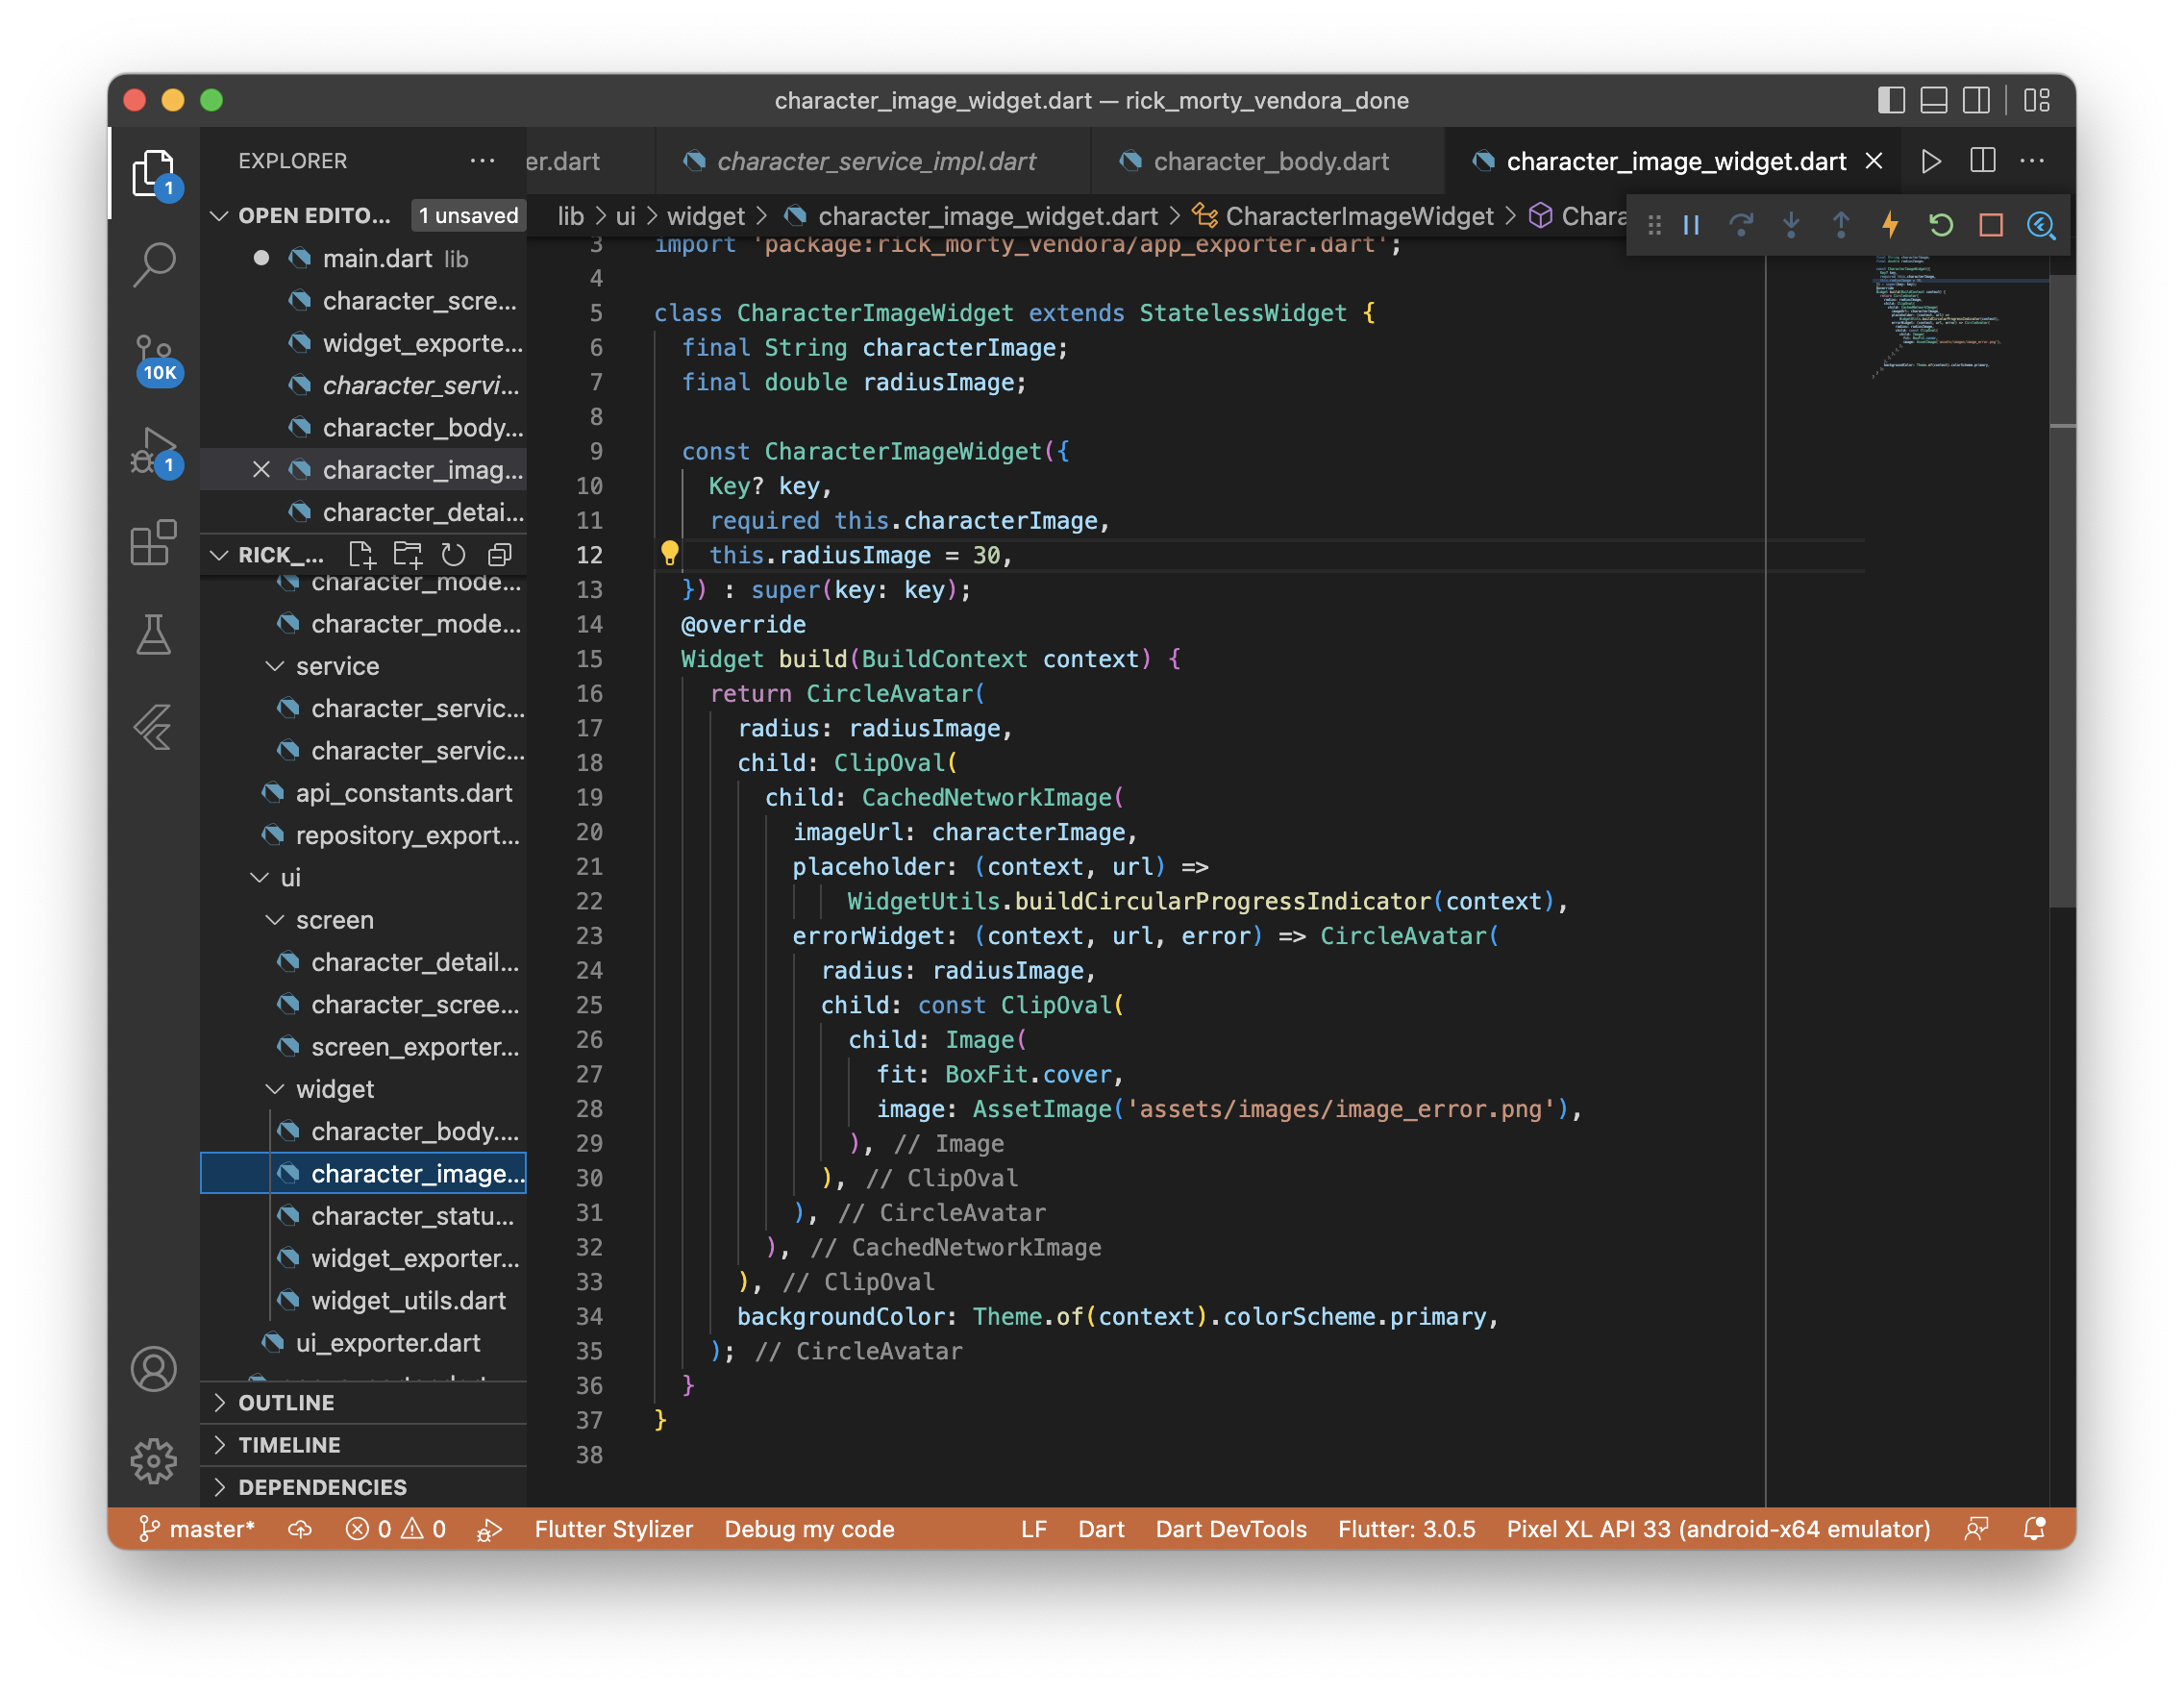 character_image_widget.dart — rick_morty_vendora_done
EXPLORER
er.dart
character_service_impl.dart
character_body.dart
character_image_widget.dart
OPEN EDITO...
1 unsaved
lib > ui > widget > character_image_widget.dart > CharacterImageWidget > Chara
main.dart lib
character_scre...
widget_exporte...
character_servi...
character_body...
character_imag...
character_detai...
RICK_...
character_mode...
character_mode...
service
character_servic...
character_servic...
api_constants.dart
repository_export...
ui
screen
character_detail...
character_scree...
screen_exporter...
widget
character_body....
character_image...
character_statu...
widget_exporter...
widget_utils.dart
ui_exporter.dart
OUTLINE
TIMELINE
DEPENDENCIES
1
10K
1
3 import 'package:rick_morty_vendora/app_exporter.dart';
4
5 class CharacterImageWidget extends StatelessWidget {
6 final String characterImage;
7 final double radiusImage;
8
9 const CharacterImageWidget({
10 Key? key,
11 required this.characterImage,
12 this.radiusImage = 30,
13 }) : super(key: key);
14 @override
15 Widget build(BuildContext context) {
16 return CircleAvatar(
17 radius: radiusImage,
18 child: ClipOval(
19 child: CachedNetworkImage(
20 imageUrl: characterImage,
21 placeholder: (context, url) =>
22 WidgetUtils.buildCircularProgressIndicator(context),
23 errorWidget: (context, url, error) => CircleAvatar(
24 radius: radiusImage,
25 child: const ClipOval(
26 child: Image(
27 fit: BoxFit.cover,
28 image: AssetImage('assets/images/image_error.png'),
29 ), // Image
30 ), // ClipOval
31 ), // CircleAvatar
32 ), // CachedNetworkImage
33 ), // ClipOval
34 backgroundColor: Theme.of(context).colorScheme.primary,
35 ); // CircleAvatar
36 }
37 }
38
master* 0 0 Flutter Stylizer Debug my code LF Dart Dart DevTools Flutter: 3.0.5 Pixel XL API 33 (android-x64 emulator)